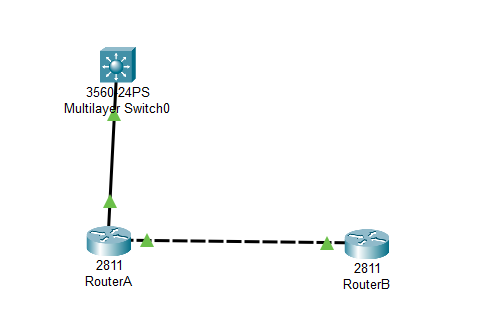 3560-24PS
Multilayer Switch0
2811
RouterA
2811
RouterB